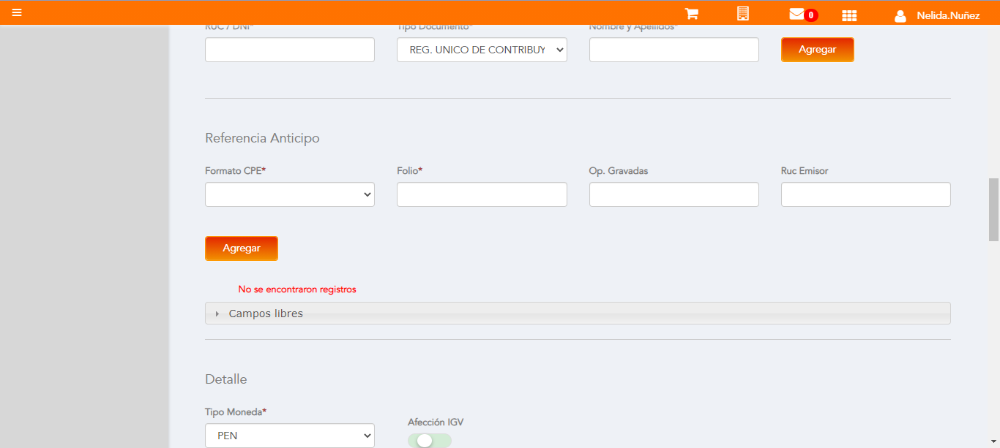 0
Nelida.Nuñez
RUC / DNI*
Tipo Documento*
Nombre y Apellidos*
REG. UNICO DE CONTRIBUY
Agregar
Referencia Anticipo
Formato CPE*
Folio*
Op. Gravadas
Ruc Emisor
Agregar
No se encontraron registros
Campos libres
Detalle
Tipo Moneda*
Afección IGV
PEN